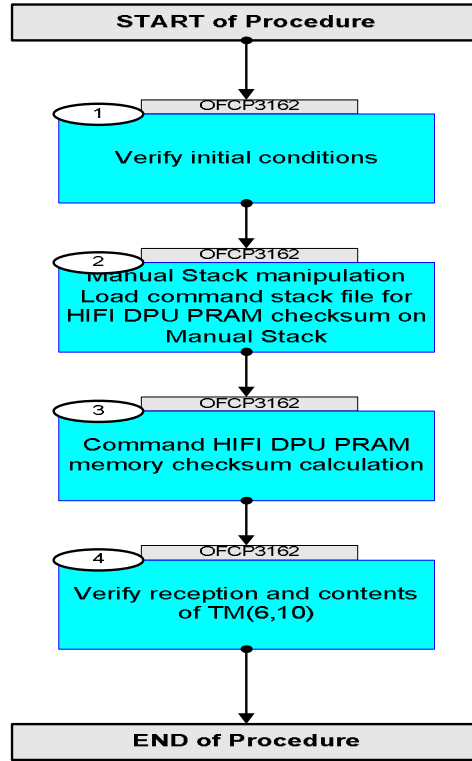 START of Procedure
OFCP3162
1
Verify initial conditions
OFCP3162
2
Manual Stack manipulation
Load command stack file for
HIFI DPU PRAM checksum on
Manual Stack
OFCP3162
3
Command HIFI DPU PRAM
memory checksum calculation
OFCP3162
4
Verify reception and contents
of TM(6,10)
END of Procedure